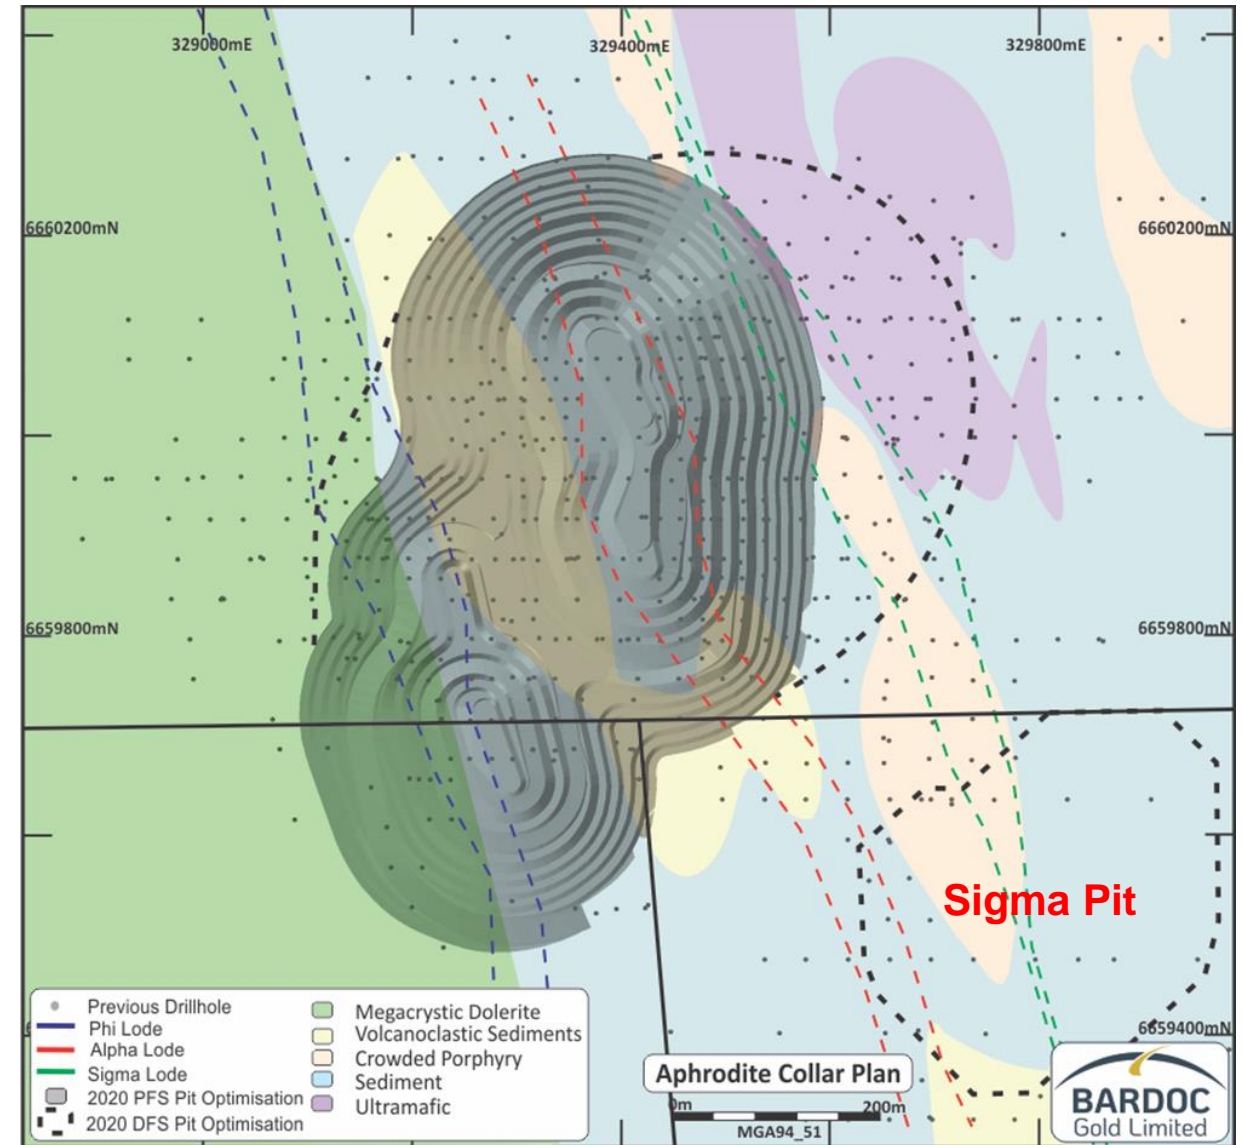 329000mE
329400mE
329800mE
6660200mN
6660200mN
6659800mN
6659800mN
Sigma Pit
6659400mN
Previous Drillhole
Phi Lode
Alpha Lode
Sigma Lode
2020 PFS Pit Optimisation
2020 DFS Pit Optimisation
Megacrystic Dolerite
Volcanoclastic Sediments
Crowded Porphyry
Sediment
Ultramafic
Aphrodite Collar Plan
0m
200m
MGA94_51
BARDOC
Gold Limited